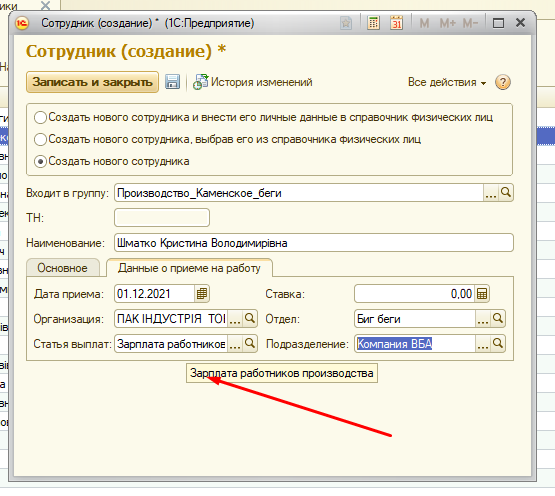 Сотрудник (создание) * (1С:Предприятие)
M M+ M-
Сотрудник (создание) *
Записать и закрыть История изменений Все действия
Создать нового сотрудника и внести его личные данные в справочник физических лиц
Создать нового сотрудника, выбрав его из справочника физических лиц
Создать нового сотрудника
Входит в группу: Производство_Каменское_беги
ТН:
Наименование: Шматко Кристина Володимирівна
Основное Данные о приеме на работу
Дата приема: 01.12.2021 Ставка: 0,00
Организация: ПАК ІНДУСТРІЯ ТОІ Отдел: Биг беги
Статья выплат: Зарплата работников Подразделение: Компания ВБА
Зарплата работников производства